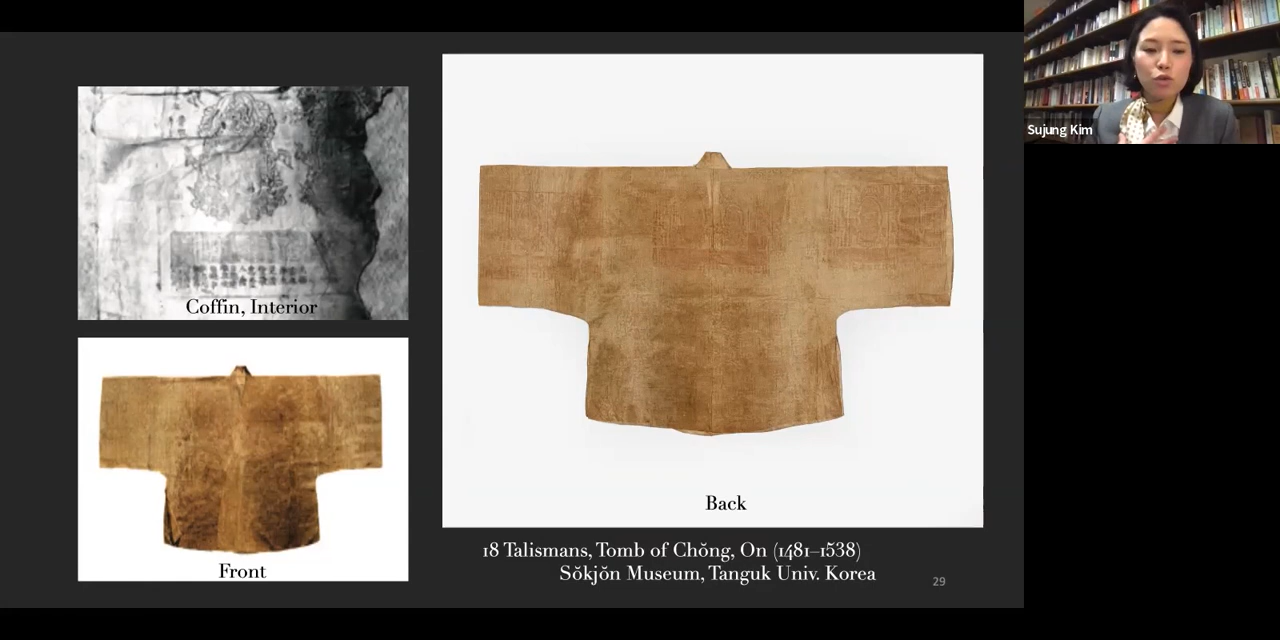 Coffin, Interior
Front
Back
18 Talismans, Tomb of Chŏng, On (1481–1538)
Sŏkjŏn Museum, Tanguk Univ. Korea
29
Sujung Kim